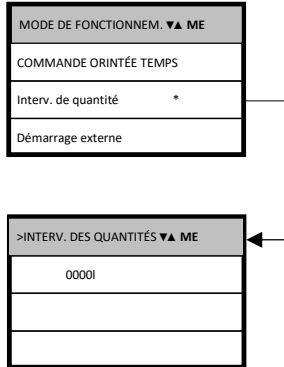 MODE DE FONCTIONNEM. ▼▲ ME
COMMANDE ORINTÉE TEMPS
Interv. de quantité *
Démarrage externe
>INTERV. DES QUANTITÉS ▼▲ ME
0000l